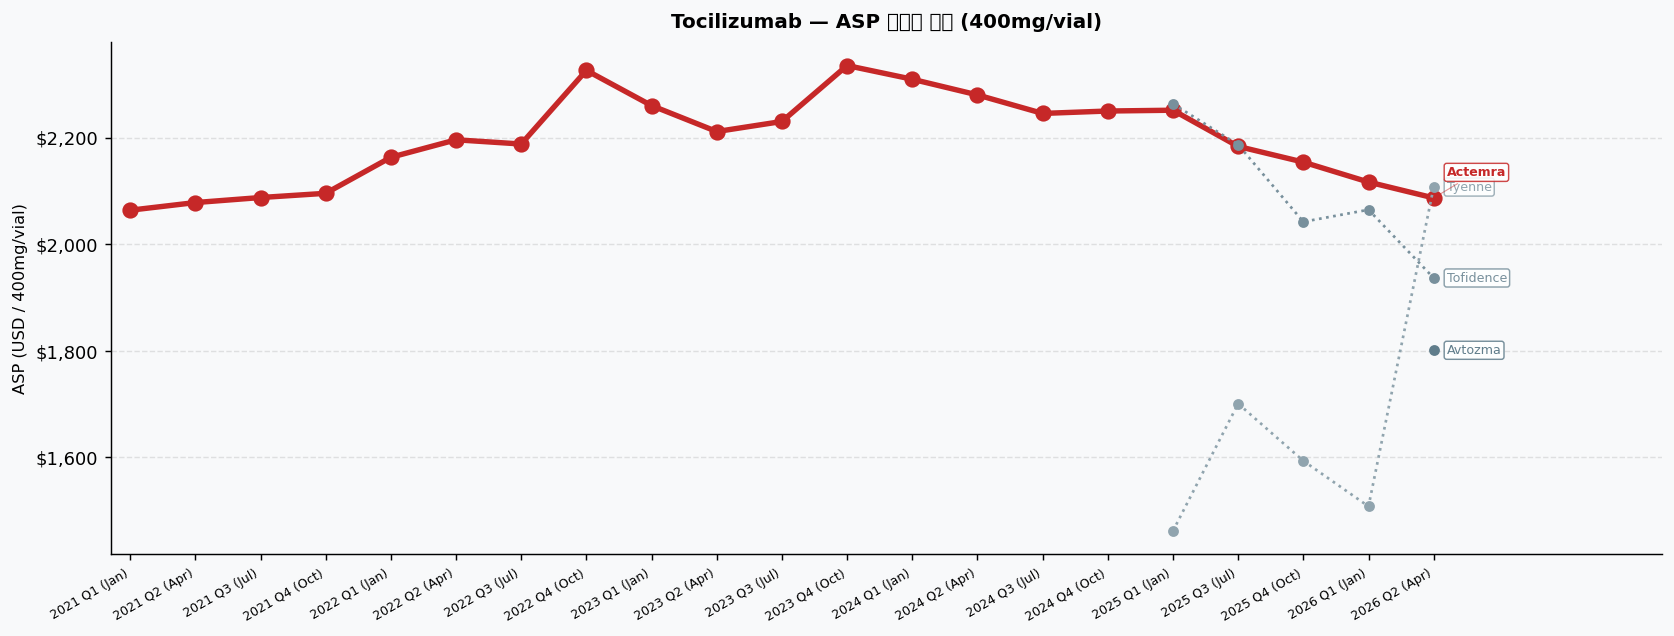 Tocilizumab — ASP (400mg/vial)
ASP (USD / 400mg/vial)
$2,200
$2,000
$1,800
$1,600
Actemra
Tyenne
Tofidence
Avtozma
2021 Q1 (Jan)
2021 Q2 (Apr)
2021 Q3 (Jul)
2021 Q4 (Oct)
2022 Q1 (Jan)
2022 Q2 (Apr)
2022 Q3 (Jul)
2022 Q4 (Oct)
2023 Q1 (Jan)
2023 Q2 (Apr)
2023 Q3 (Jul)
2023 Q4 (Oct)
2024 Q1 (Jan)
2024 Q2 (Apr)
2024 Q3 (Jul)
2024 Q4 (Oct)
2025 Q1 (Jan)
2025 Q3 (Jul)
2025 Q4 (Oct)
2026 Q1 (Jan)
2026 Q2 (Apr)